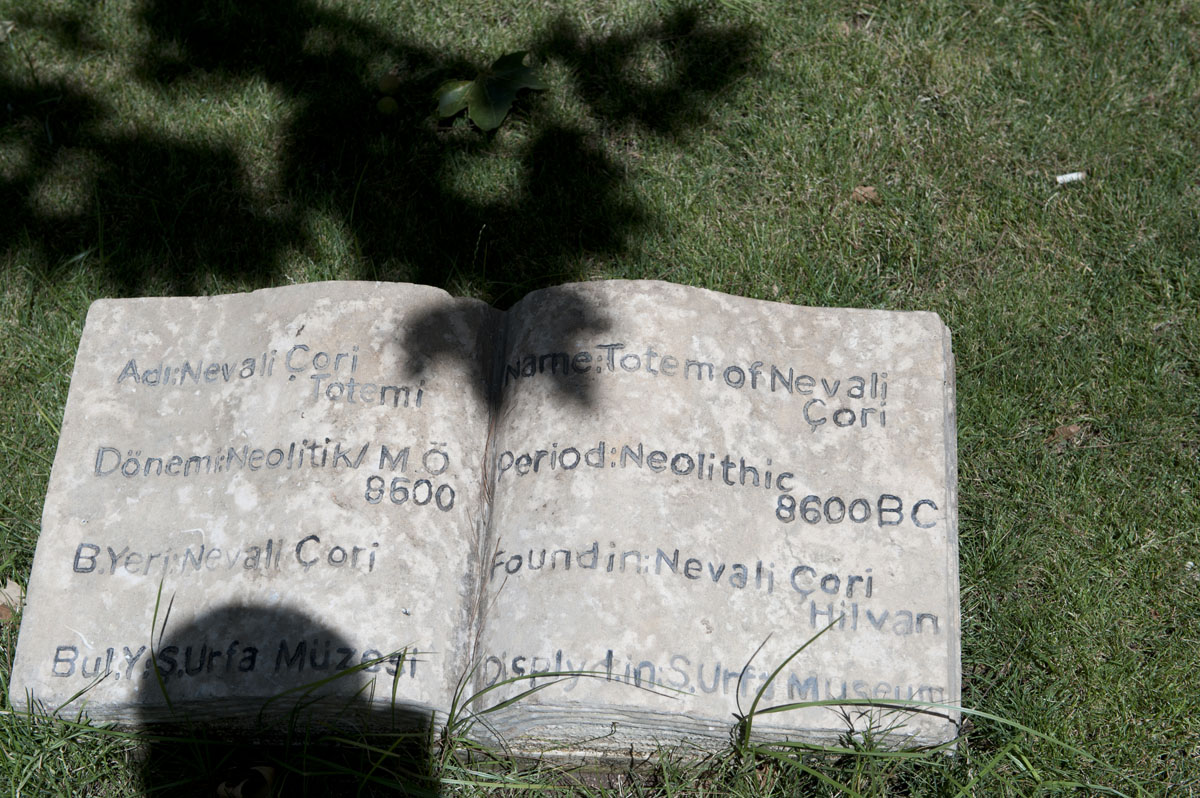 Adı:Nevali Çori
Totemi
Dönemi:Neolitik/M.Ö
8600
B.Yeri:Nevali Çori
Bul.Y:Ş.Urfa Müzesi
Name:Totem of Nevali
Çori
Period:Neolithic
8600BC
Found in:Nevali Çori
Hilvan
Displyd.in:Ş.Urfa Museum